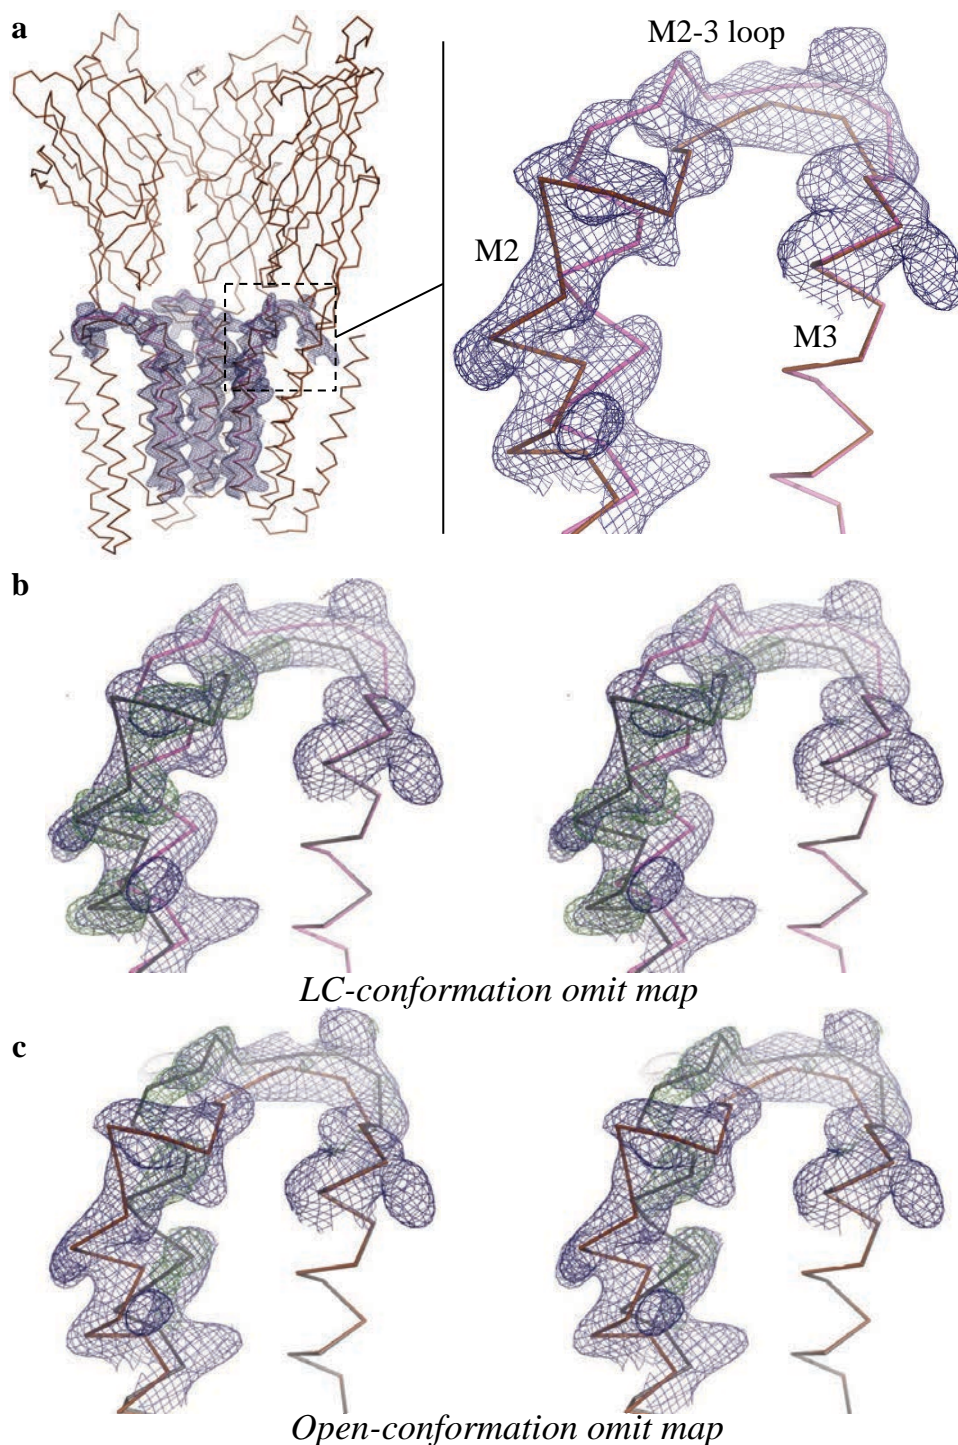 a
M2-3 loop
M2
M3
b
LC-conformation omit map
c
Open-conformation omit map